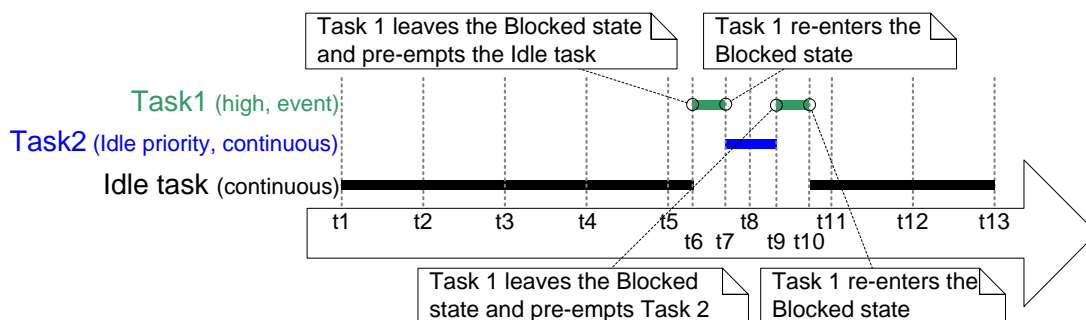 Task 1 leaves the Blocked state
and pre-empts the Idle task
Task 1 re-enters the
Blocked state
Task1 (high, event)
Task2 (Idle priority, continuous)
Idle task (continuous)
t1 t2 t3 t4 t5 t8 t11 t12 t13
t6 t7 t9 t10
Task 1 leaves the Blocked
state and pre-empts Task 2
Task 1 re-enters the
Blocked state